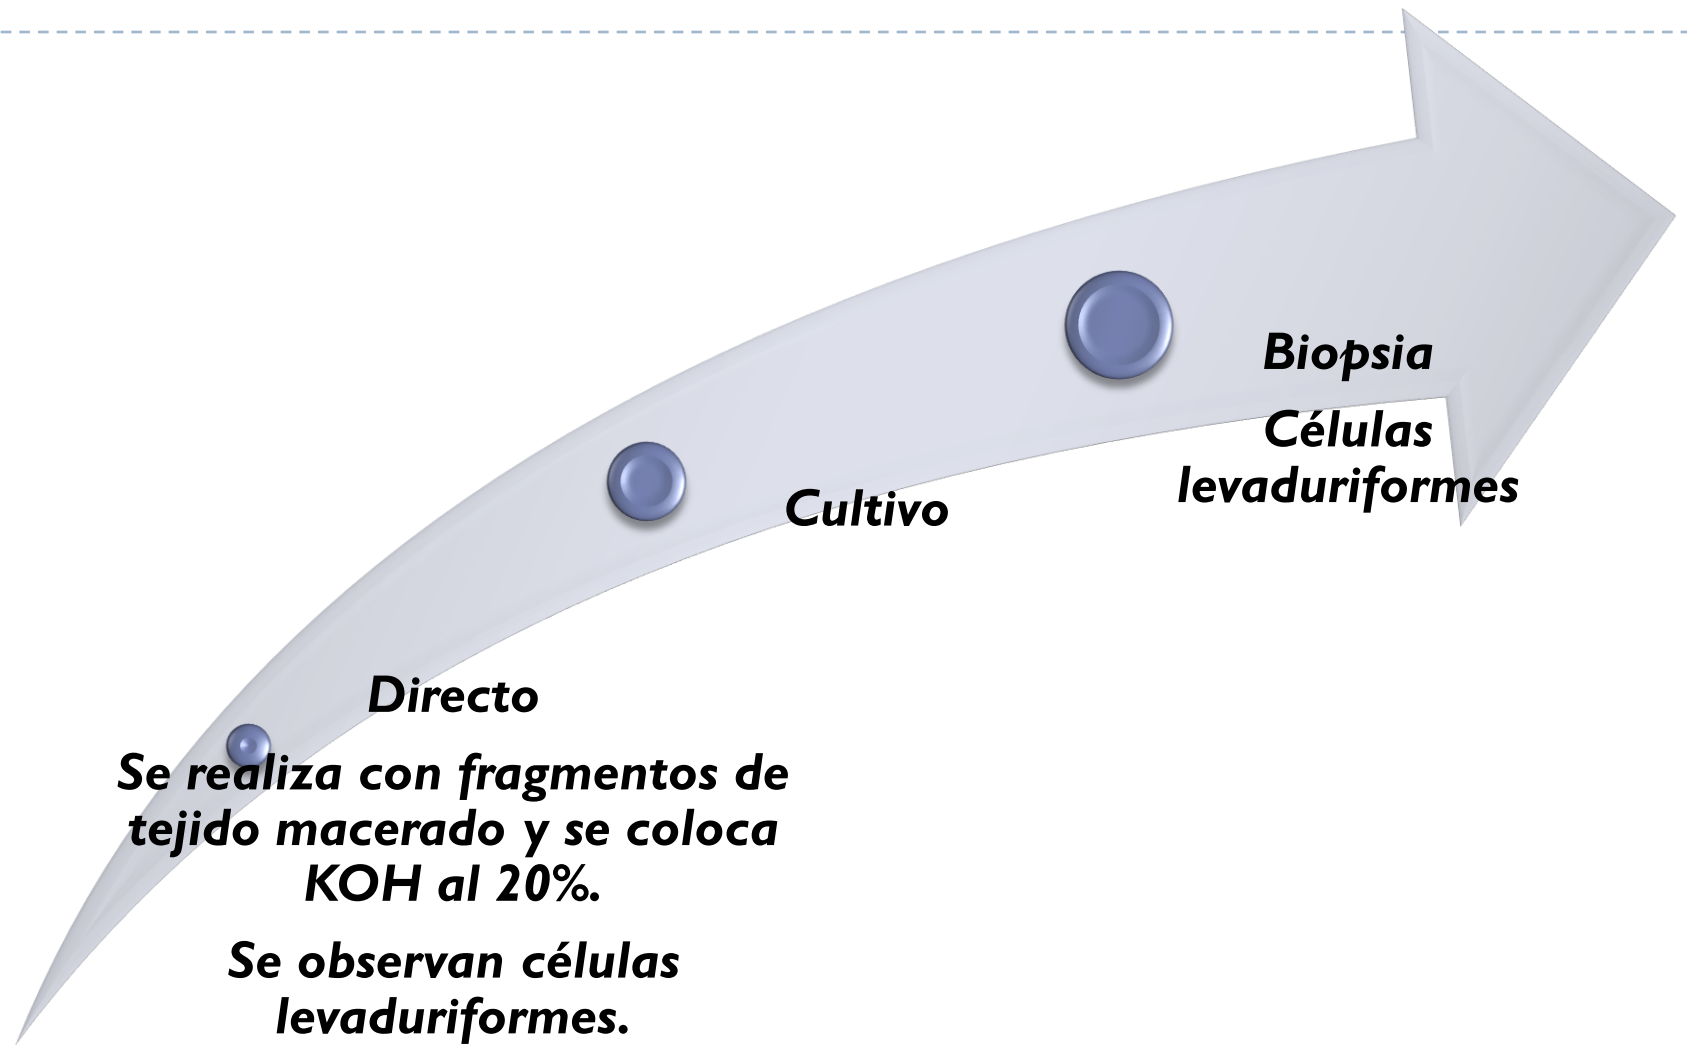 Biopsia
Células
levaduriformes
Cultivo
Directo
Se realiza con fragmentos de
tejido macerado y se coloca
KOH al 20%.
Se observan células
levaduriformes.